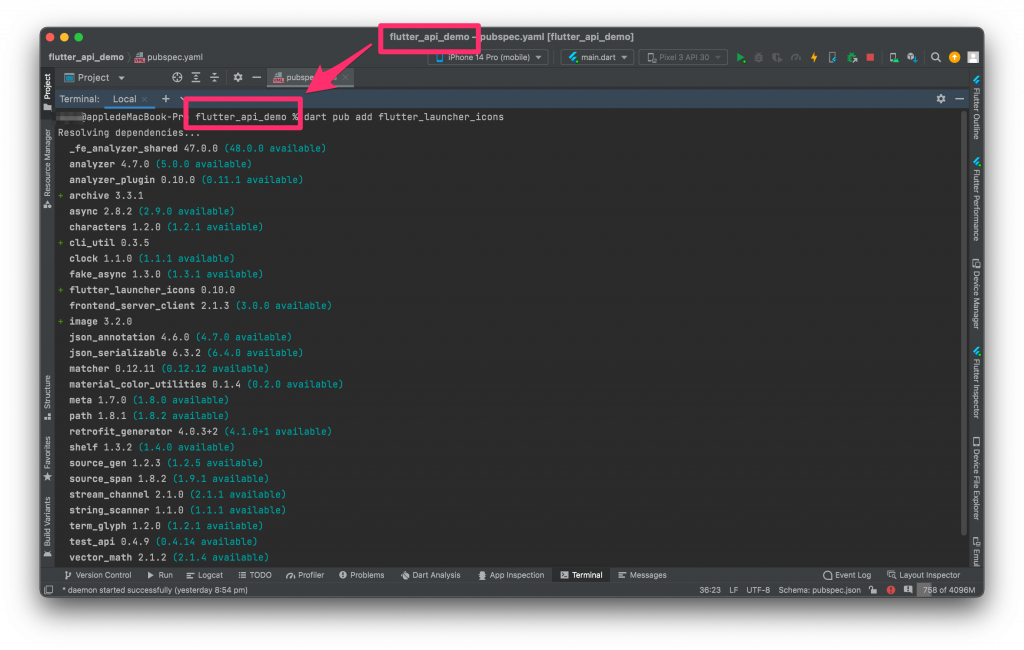 flutter_api_demo – pubspec.yaml [flutter_api_demo]
flutter_api_demo pubspec.yaml
iPhone 14 Pro (mobile) main.dart Pixel 3 API 30
Project
Terminal: Local × +
@appledeMacBook-Pro flutter_api_demo % dart pub add flutter_launcher_icons
Resolving dependencies...
_fe_analyzer_shared 47.0.0 (48.0.0 available)
analyzer 4.7.0 (5.0.0 available)
analyzer_plugin 0.10.0 (0.11.1 available)
+ archive 3.3.1
async 2.8.2 (2.9.0 available)
characters 1.2.0 (1.2.1 available)
+ cli_util 0.3.5
clock 1.1.0 (1.1.1 available)
fake_async 1.3.0 (1.3.1 available)
+ flutter_launcher_icons 0.10.0
frontend_server_client 2.1.3 (3.0.0 available)
+ image 3.2.0
json_annotation 4.6.0 (4.7.0 available)
json_serializable 6.3.2 (6.4.0 available)
matcher 0.12.11 (0.12.12 available)
material_color_utilities 0.1.4 (0.2.0 available)
meta 1.7.0 (1.8.0 available)
path 1.8.1 (1.8.2 available)
retrofit_generator 4.0.3+2 (4.1.0+1 available)
shelf 1.3.2 (1.4.0 available)
source_gen 1.2.3 (1.2.5 available)
source_span 1.8.2 (1.9.1 available)
stream_channel 2.1.0 (2.1.1 available)
string_scanner 1.1.0 (1.1.1 available)
term_glyph 1.2.0 (1.2.1 available)
test_api 0.4.9 (0.4.14 available)
vector_math 2.1.2 (2.1.4 available)
Project
Resource Manager
Structure
Favorites
Build Variants
Flutter Outline
Flutter Performance
Device Manager
Flutter Inspector
Device File Explorer
Emul
Version Control Run Logcat TODO Profiler Problems Dart Analysis App Inspection Terminal Messages Event Log Layout Inspector
* daemon started successfully (yesterday 8:54 pm) 36:23 LF UTF-8 Schema: pubspec.json 758 of 4096M